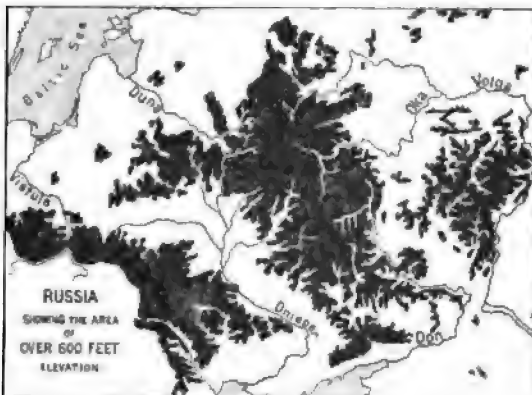 Baltic Sea
Duna
Oka
Volga
Vistula
Dnieper
Don
RUSSIA
SHOWING THE AREA
OF
OVER 600 FEET
ELEVATION